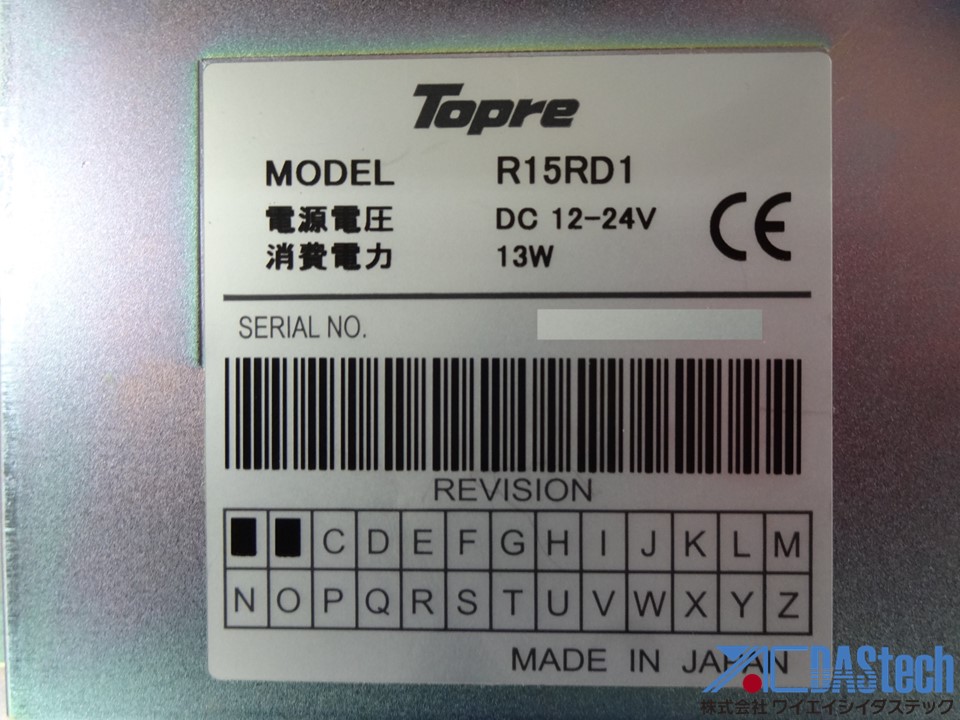 Topre
MODEL R15RD1
電源電圧 DC 12-24V
消費電力 13W
CE
SERIAL NO.
REVISION
C D E F G H I J K L M
N O P Q R S T U V W X Y Z
MADE IN JAPAN
DAStech
株式会社 ワイエイシイダステック